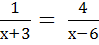 1/(x+3) = 4/(x−6)